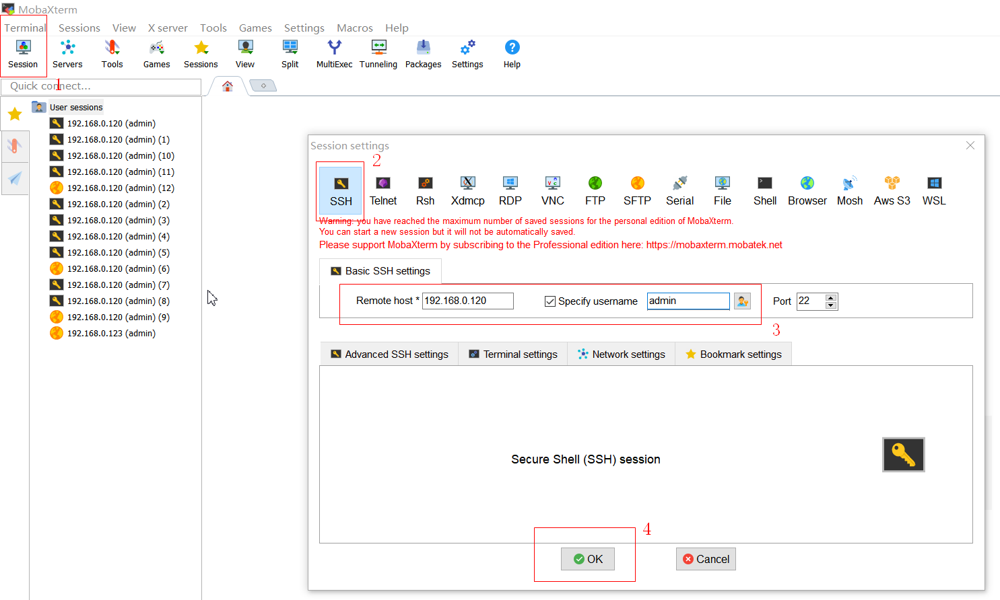 MobaXterm
Terminal Sessions View X server Tools Games Settings Macros Help
Session Servers Tools Games Sessions View Split MultiExec Tunneling Packages Settings Help
1
Quick connect...
User sessions
192.168.0.120 (admin)
192.168.0.120 (admin) (1)
192.168.0.120 (admin) (10)
192.168.0.120 (admin) (11)
192.168.0.120 (admin) (12)
192.168.0.120 (admin) (2)
192.168.0.120 (admin) (3)
192.168.0.120 (admin) (4)
192.168.0.120 (admin) (5)
192.168.0.120 (admin) (6)
192.168.0.120 (admin) (7)
192.168.0.120 (admin) (8)
192.168.0.120 (admin) (9)
192.168.0.123 (admin)
Session settings
2
SSH Telnet Rsh Xdmcp RDP VNC FTP SFTP Serial File Shell Browser Mosh Aws S3 WSL
Warning: you have reached the maximum number of saved sessions for the personal edition of MobaXterm.
You can start a new session but it will not be automatically saved.
Please support MobaXterm by subscribing to the Professional edition here: https://mobaxterm.mobatek.net
Basic SSH settings
Remote host * 192.168.0.120 Specify username admin Port 22
3
Advanced SSH settings Terminal settings Network settings Bookmark settings
Secure Shell (SSH) session
4
OK Cancel